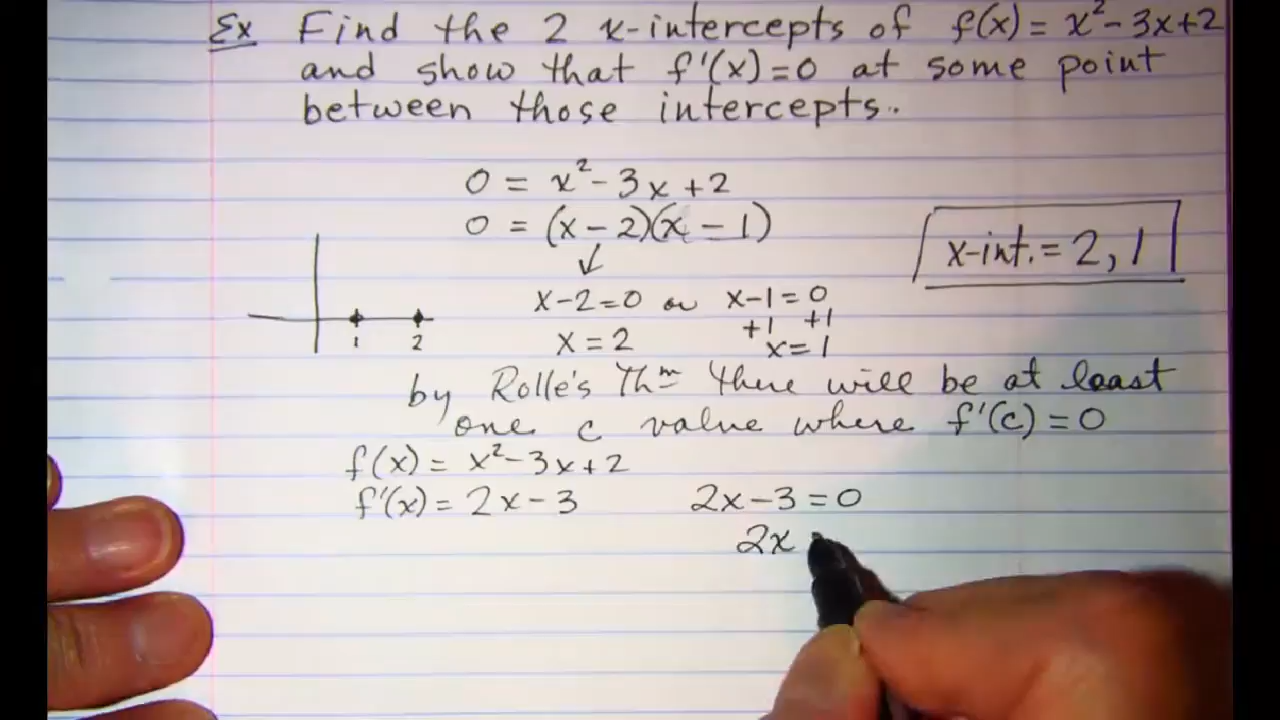 Ex Find the 2 x-intercepts of f(x) = x² - 3x + 2
and show that f'(x) = 0 at some point
between those intercepts..
0 = x² - 3x + 2
0 = (x - 2)(x - 1)
x-int. = 2, 1
x - 2 = 0 or x - 1 = 0
+1 +1
x = 2 x = 1
1 2
by Rolle's Thᵐ there will be at least
one c value where f'(c) = 0
f(x) = x² - 3x + 2
f'(x) = 2x - 3 2x - 3 = 0
2x